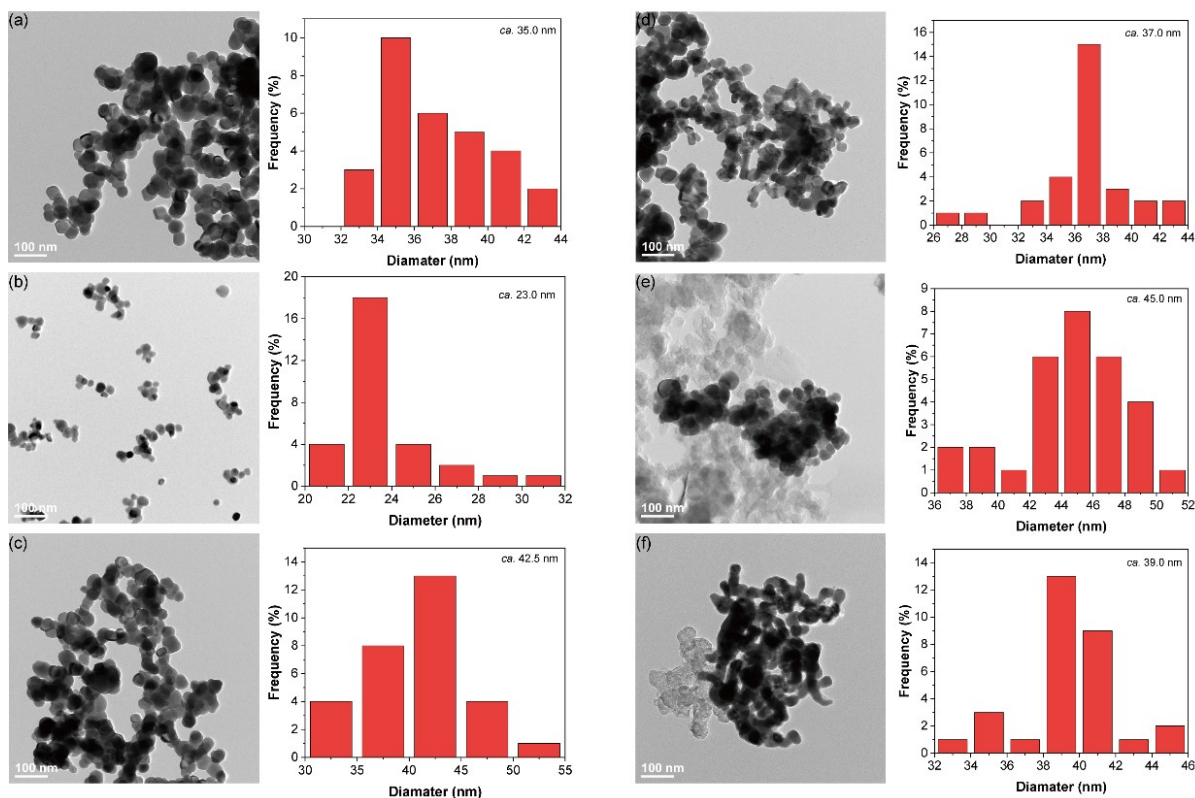 (a)
100 nm
ca. 35.0 nm
Frequency (%)
10
8
6
4
2
0
30 32 34 36 38 40 42 44
Diamater (nm)
(b)
100 nm
ca. 23.0 nm
Frequency (%)
20
16
12
8
4
0
20 22 24 26 28 30 32
Diameter (nm)
(c)
100 nm
ca. 42.5 nm
Frequency (%)
14
12
10
8
6
4
2
0
30 35 40 45 50 55
Diamater (nm)
(d)
100 nm
ca. 37.0 nm
Frequency (%)
16
14
12
10
8
6
4
2
0
26 28 30 32 34 36 38 40 42 44
Diamater (nm)
(e)
100 nm
ca. 45.0 nm
Frequency (%)
9
8
7
6
5
4
3
2
1
0
36 38 40 42 44 46 48 50 52
Diamater (nm)
(f)
100 nm
ca. 39.0 nm
Frequency (%)
14
12
10
8
6
4
2
0
32 34 36 38 40 42 44 46
Diamater (nm)